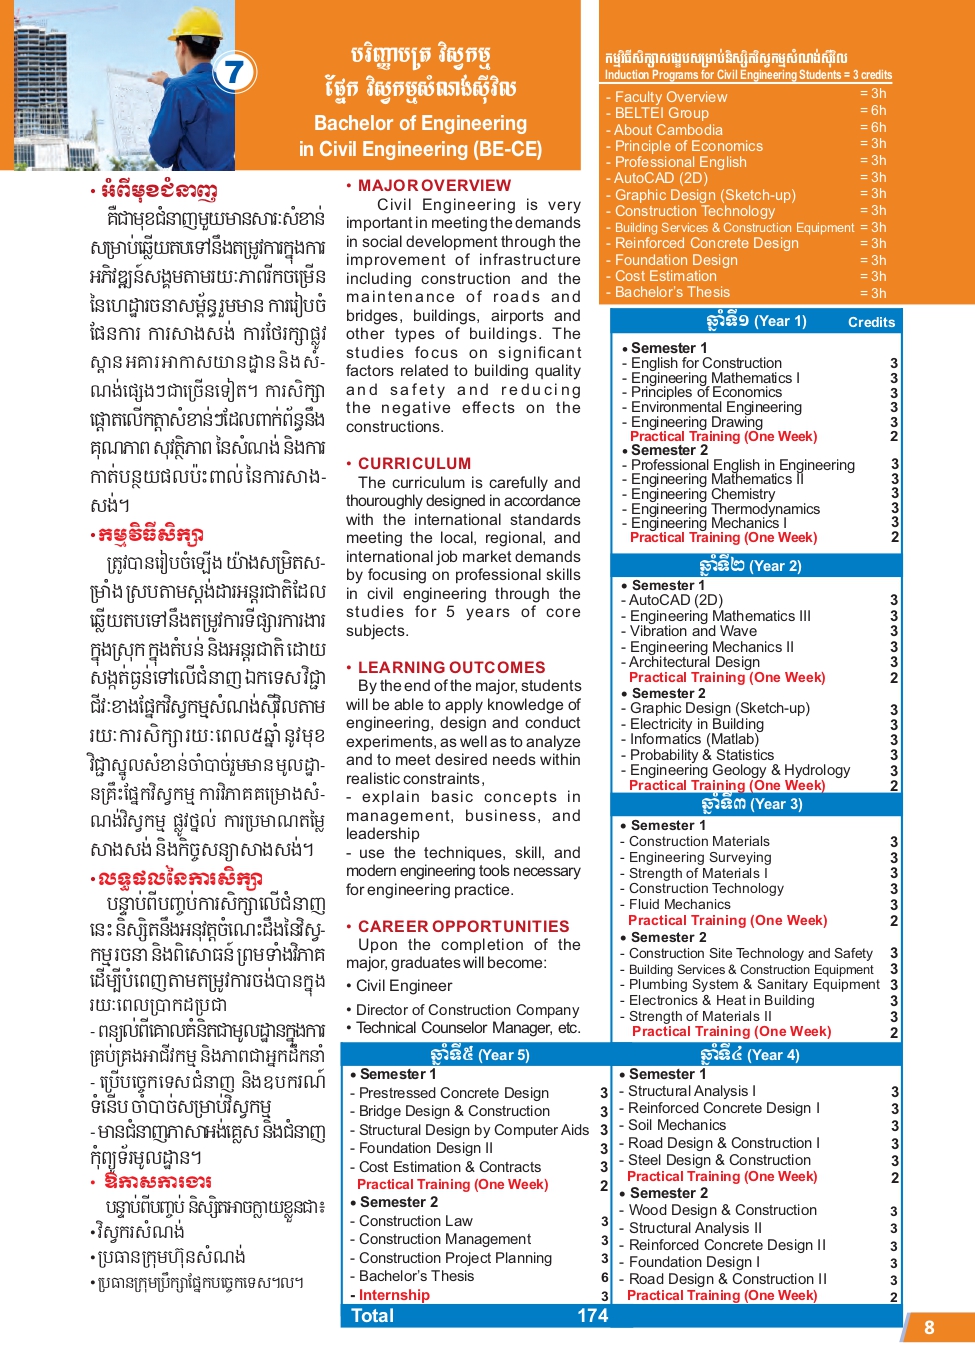 7
បរិញ្ញាបត្រ វិស្វកម្ម
ផ្នែក វិស្វកម្មសំណង់ស៊ីវិល
Bachelor of Engineering
in Civil Engineering (BE-CE)
កម្មវិធីសិក្សាសង្ខេបសម្រាប់និស្សិតវិស្វកម្មសំណង់ស៊ីវិល
Induction Programs for Civil Engineering Students = 3 credits
- Faculty Overview = 3h
- BELTEI Group = 6h
- About Cambodia = 6h
- Principle of Economics = 3h
- Professional English = 3h
- AutoCAD (2D) = 3h
- Graphic Design (Sketch-up) = 3h
- Construction Technology = 3h
- Building Services & Construction Equipment = 3h
- Reinforced Concrete Design = 3h
- Foundation Design = 3h
- Cost Estimation = 3h
- Bachelor's Thesis = 3h
• អំពីមុខជំនាញ
គឺជាមុខជំនាញមួយមានសារៈសំខាន់
សម្រាប់ឆ្លើយតបទៅនឹងតម្រូវការក្នុងការ
អភិវឌ្ឍន៍សង្គមតាមរយៈភាពរីកចម្រើន
នៃហេដ្ឋារចនាសម្ព័ន្ធរួមមាន ការរៀបចំ
ផែនការ ការសាងសង់ ការថែរក្សាផ្លូវ
ស្ពាន អគារអាកាសយានដ្ឋាន និង សំ-
ណង់ផ្សេងៗជាច្រើនទៀត។ ការសិក្សា
ផ្តោតលើកត្តាសំខាន់ៗដែលពាក់ព័ន្ធនឹង
គុណភាព សុវត្ថិភាព នៃសំណង់ និងការ
កាត់បន្ថយផលប៉ះពាល់ នៃការសាង-
សង់។
• កម្មវិធីសិក្សា
ត្រូវបានរៀបចំឡើង យ៉ាងសម្រិតស-
ម្រាំង ស្របតាមស្តង់ដារអន្តរជាតិដែល
ឆ្លើយតបទៅនឹងតម្រូវការទីផ្សារការងារ
ក្នុងស្រុក ក្នុងតំបន់ និងអន្តរជាតិ ដោយ
សង្កត់ធ្ងន់ទៅលើជំនាញ ឯកទេស វិជ្ជា
ជីវៈខាងផ្នែកវិស្វកម្មសំណង់ស៊ីវិលតាម
រយៈការសិក្សារយៈពេល៥ឆ្នាំ នូវមុខ
វិជ្ជាស្នូលសំខាន់ចាំបាច់រួមមាន មូលដ្ឋា-
នគ្រឹះផ្នែកវិស្វកម្ម ការវិភាគគម្រោងសំ-
ណង់វិស្វកម្ម ផ្លូវថ្នល់ ការប្រមាណតម្លៃ
សាងសង់ និងកិច្ចសន្យាសាងសង់។
• លទ្ធផលនៃការសិក្សា
បន្ទាប់ពីបញ្ចប់ការសិក្សាលើជំនាញ
នេះ និស្សិតនឹងអនុវត្តចំណេះដឹងនៃវិស្វ-
កម្ម រចនា និងពិសោធន៍ ព្រមទាំងវិភាគ
ដើម្បីបំពេញតាមតម្រូវការចង់បានក្នុង
រយៈពេលប្រាកដប្រជា
- ពន្យល់ពីគោលគំនិតជាមូលដ្ឋានក្នុងការ
គ្រប់គ្រងអាជីវកម្ម និងភាពជាអ្នកដឹកនាំ
- ប្រើបច្ចេកទេសជំនាញ និងឧបករណ៍
ទំនើប ចាំបាច់សម្រាប់វិស្វកម្ម
- មានជំនាញភាសាអង់គ្លេស និងជំនាញ
កុំព្យូទ័រមូលដ្ឋាន។
• ឱកាសការងារ
បន្ទាប់ពីបញ្ចប់ និស្សិតអាចក្លាយខ្លួនជា៖
• វិស្វករសំណង់
• ប្រធានក្រុមហ៊ុនសំណង់
• ប្រធានក្រុមប្រឹក្សាផ្នែកបច្ចេកទេស។ល។
• MAJOR OVERVIEW
Civil Engineering is very
important in meeting the demands
in social development through the
improvement of infrastructure
including construction and the
maintenance of roads and
bridges, buildings, airports and
other types of buildings. The
studies focus on significant
factors related to building quality
and safety and reducing
the negative effects on the
constructions.
• CURRICULUM
The curriculum is carefully and
thouroughly designed in accordance
with the international standards
meeting the local, regional, and
international job market demands
by focusing on professional skills
in civil engineering through the
studies for 5 years of core
subjects.
• LEARNING OUTCOMES
By the end of the major, students
will be able to apply knowledge of
engineering, design and conduct
experiments, as well as to analyze
and to meet desired needs within
realistic constraints,
- explain basic concepts in
management, business, and
leadership
- use the techniques, skill, and
modern engineering tools necessary
for engineering practice.
• CAREER OPPORTUNITIES
Upon the completion of the
major, graduates will become:
• Civil Engineer
• Director of Construction Company
• Technical Counselor Manager, etc.
ឆ្នាំទី១ (Year 1) Credits
• Semester 1
- English for Construction 3
- Engineering Mathematics I 3
- Principles of Economics 3
- Environmental Engineering 3
- Engineering Drawing 3
Practical Training (One Week) 2
• Semester 2
- Professional English in Engineering 3
- Engineering Mathematics II 3
- Engineering Chemistry 3
- Engineering Thermodynamics 3
- Engineering Mechanics I 3
Practical Training (One Week) 2
ឆ្នាំទី២ (Year 2)
• Semester 1
- AutoCAD (2D) 3
- Engineering Mathematics III 3
- Vibration and Wave 3
- Engineering Mechanics II 3
- Architectural Design 3
Practical Training (One Week) 2
• Semester 2
- Graphic Design (Sketch-up) 3
- Electricity in Building 3
- Informatics (Matlab) 3
- Probability & Statistics 3
- Engineering Geology & Hydrology 3
Practical Training (One Week) 2
ឆ្នាំទី៣ (Year 3)
• Semester 1
- Construction Materials 3
- Engineering Surveying 3
- Strength of Materials I 3
- Construction Technology 3
- Fluid Mechanics 3
Practical Training (One Week) 2
• Semester 2
- Construction Site Technology and Safety 3
- Building Services & Construction Equipment 3
- Plumbing System & Sanitary Equipment 3
- Electronics & Heat in Building 3
- Strength of Materials II 3
Practical Training (One Week) 2
ឆ្នាំទី៤ (Year 4)
• Semester 1
- Structural Analysis I 3
- Reinforced Concrete Design I 3
- Soil Mechanics 3
- Road Design & Construction I 3
- Steel Design & Construction 3
Practical Training (One Week) 2
• Semester 2
- Wood Design & Construction 3
- Structural Analysis II 3
- Reinforced Concrete Design II 3
- Foundation Design I 3
- Road Design & Construction II 3
Practical Training (One Week) 2
ឆ្នាំទី៥ (Year 5)
• Semester 1
- Prestressed Concrete Design 3
- Bridge Design & Construction 3
- Structural Design by Computer Aids 3
- Foundation Design II 3
- Cost Estimation & Contracts 3
Practical Training (One Week) 2
• Semester 2
- Construction Law 3
- Construction Management 3
- Construction Project Planning 3
- Bachelor's Thesis 6
- Internship 3
Total 174
8